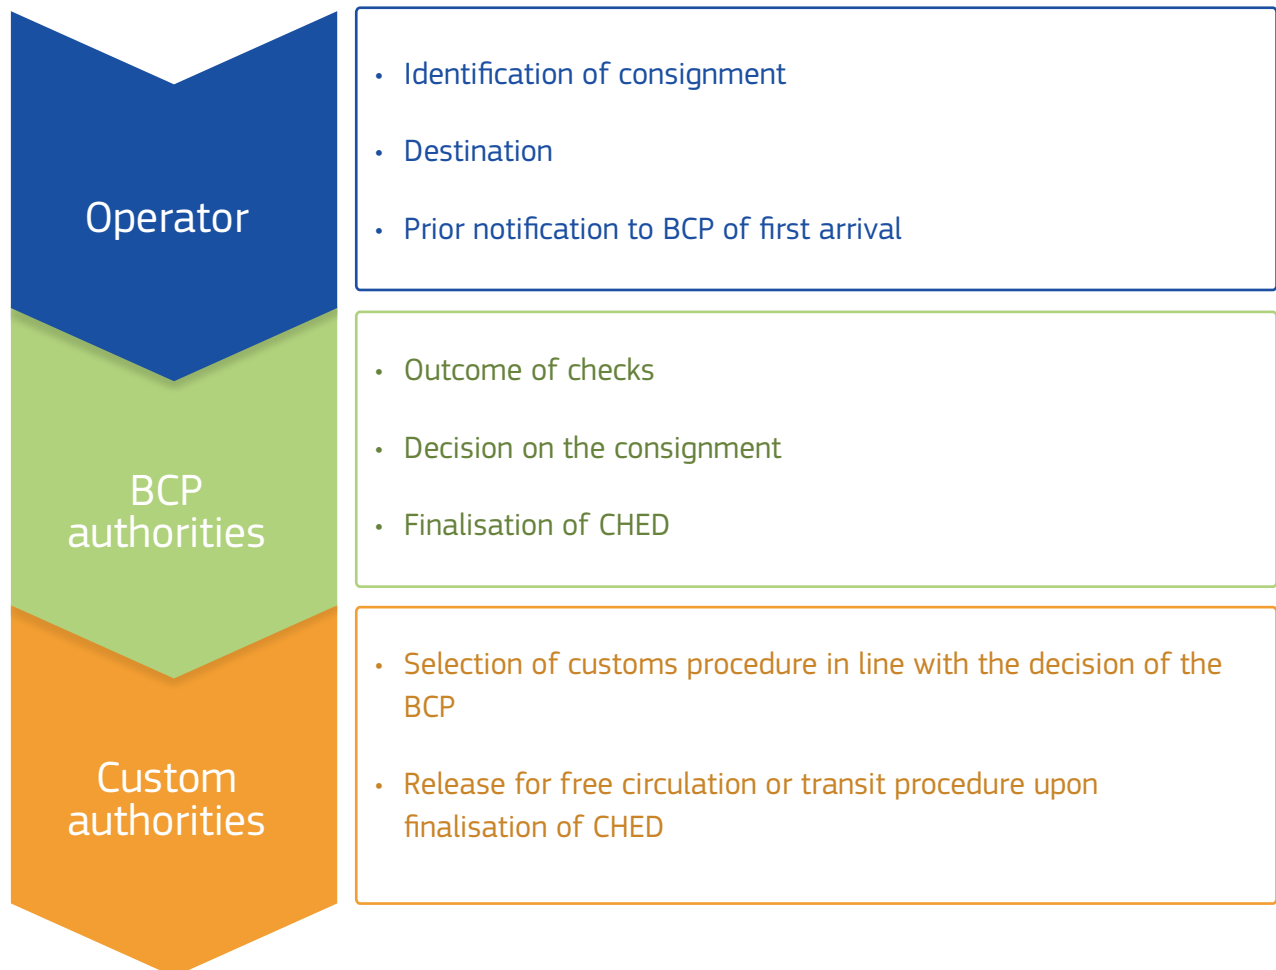 Operator
• Identification of consignment
• Destination
• Prior notification to BCP of first arrival
BCP
authorities
• Outcome of checks
• Decision on the consignment
• Finalisation of CHED
Custom
authorities
• Selection of customs procedure in line with the decision of the
BCP
• Release for free circulation or transit procedure upon
finalisation of CHED